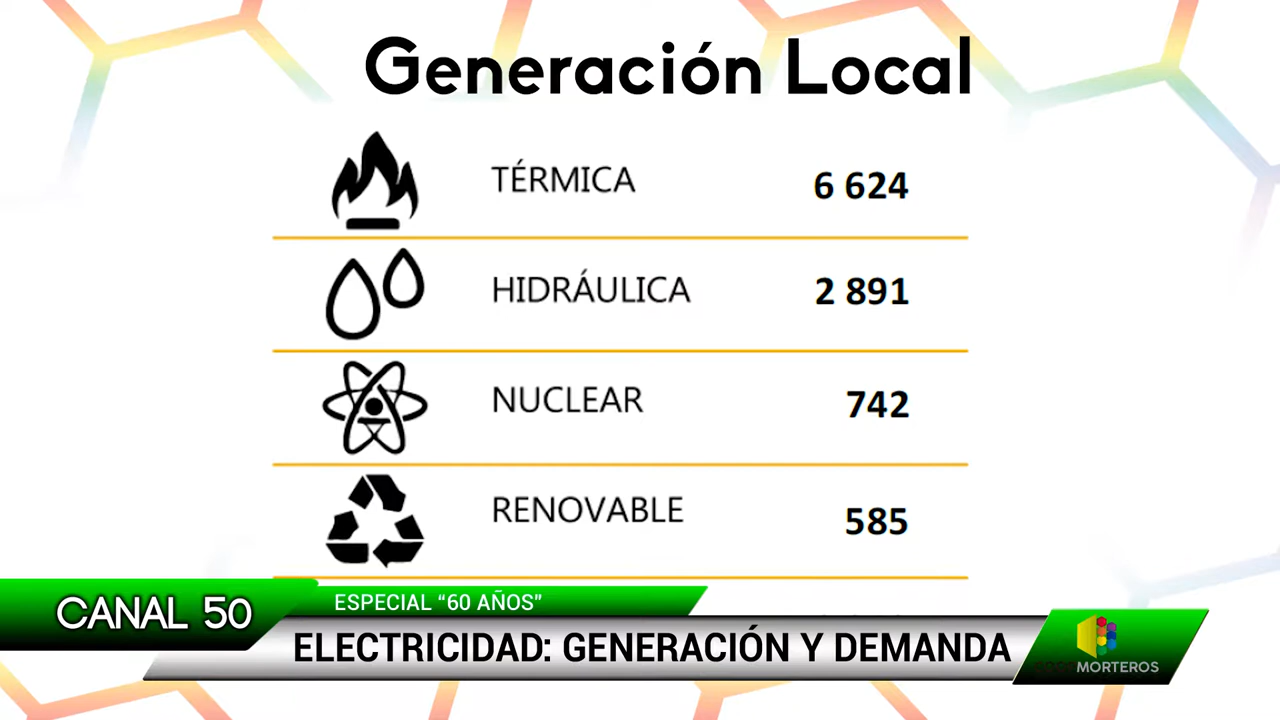 Generación Local
TÉRMICA 6 624
HIDRÁULICA 2 891
NUCLEAR 742
RENOVABLE 585
ESPECIAL “60 AÑOS”
CANAL 50
ELECTRICIDAD: GENERACIÓN Y DEMANDA
MORTEROS